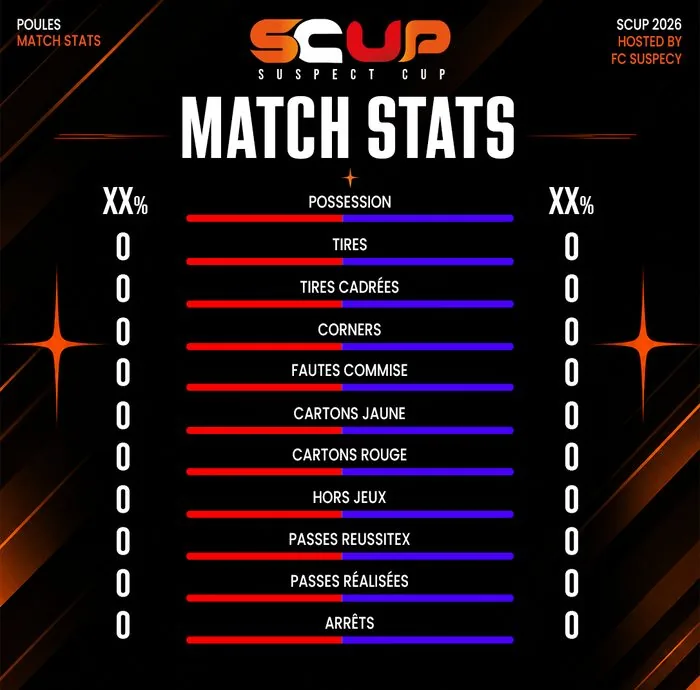 POULES
MATCH STATS
SCUP
SUSPECT CUP
SCUP 2026
HOSTED BY
FC SUSPECY
MATCH STATS
XX% POSSESSION XX%
0 TIRES 0
0 TIRES CADRÉES 0
0 CORNERS 0
0 FAUTES COMMISE 0
0 CARTONS JAUNE 0
0 CARTONS ROUGE 0
0 HORS JEUX 0
0 PASSES REUSSITEX 0
0 PASSES RÉALISÉES 0
0 ARRÊTS 0